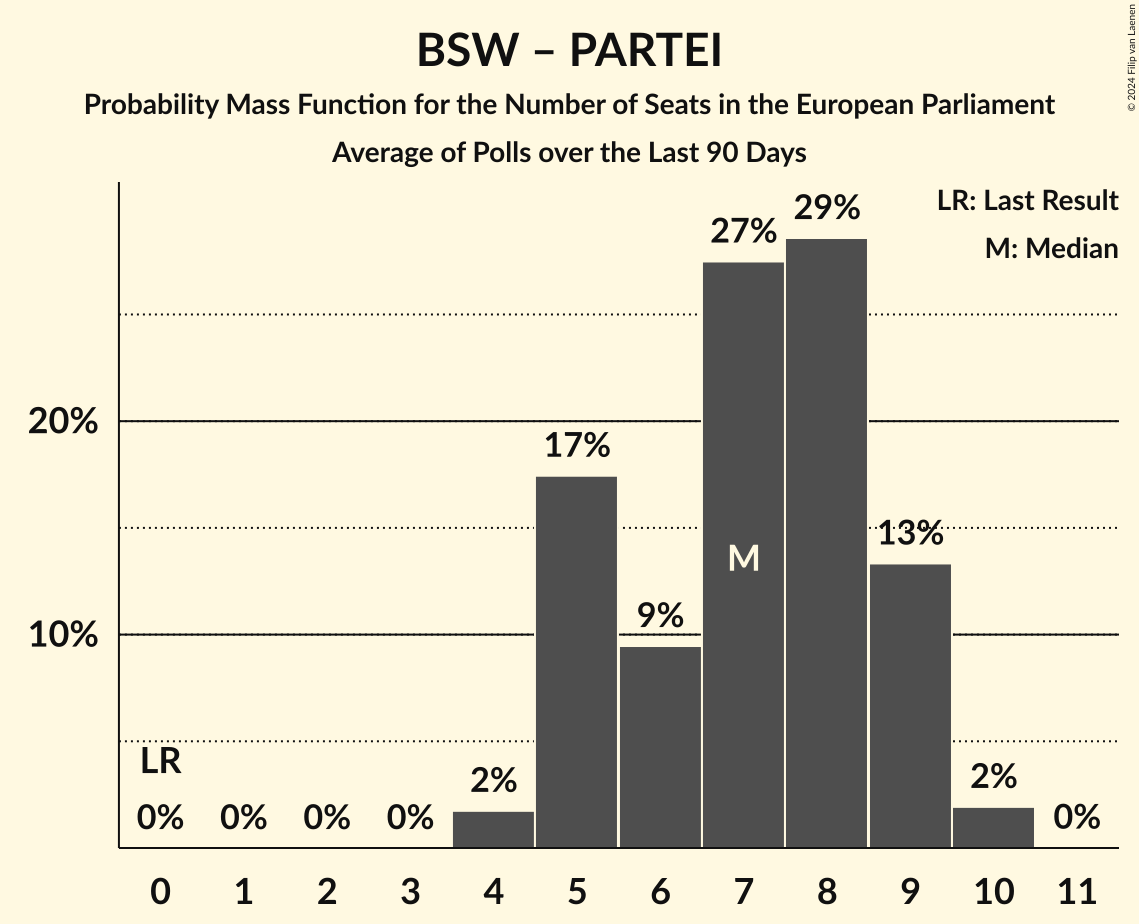 BSW – PARTEI
Probability Mass Function for the Number of Seats in the European Parliament
Average of Polls over the Last 90 Days
© 2024 Filip van Laenen
LR: Last Result
M: Median
29%
27%
20%
17%
13%
M
10%
9%
LR
2%
2%
0% 0% 0% 0% 0%
0 1 2 3 4 5 6 7 8 9 10 11